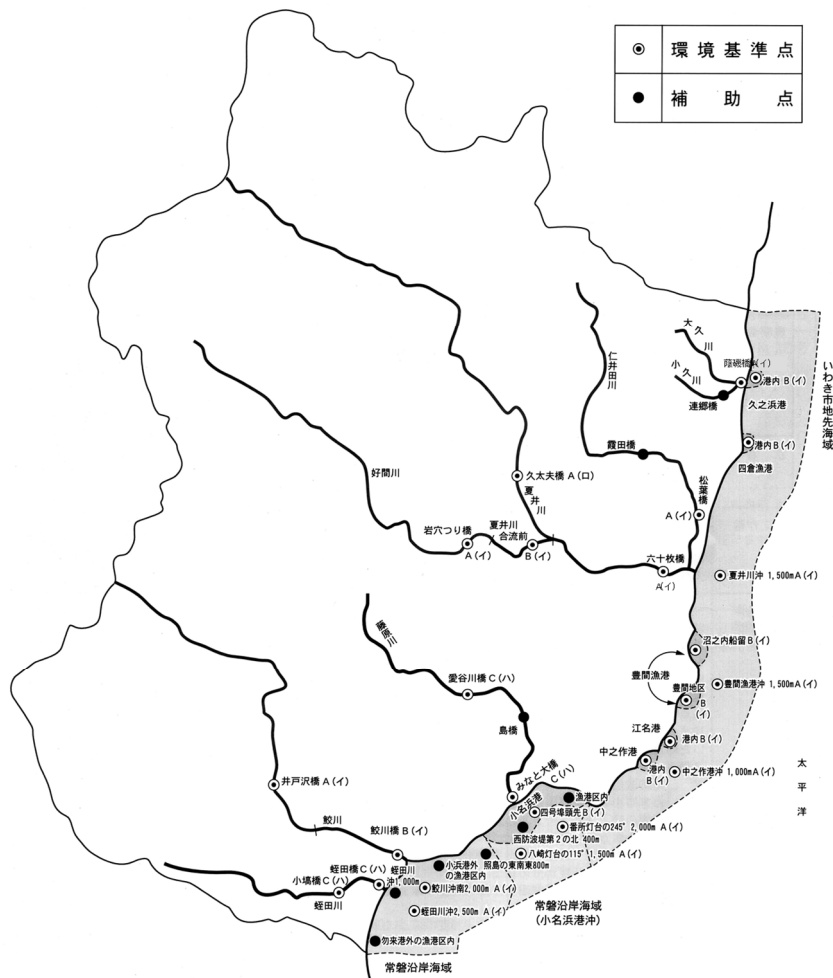 環境基準点
補助点
大久川
小久川
蔭磯橋A(イ)
港内 B(イ)
連郷橋
久之浜港
いわき市地先海域
仁井田川
港内B(イ)
四倉漁港
霞田橋
松葉橋
A(イ)
好間川
久太夫橋 A(ロ)
夏井川
岩穴つり橋
A(イ)
夏井川
合流前
B(イ)
六十枚橋
A(イ)
夏井川沖 1,500m A(イ)
沼之内船留 B(イ)
豊間漁港
豊間漁港沖 1,500m A(イ)
豊間地区
B
(イ)
江名港
港内 B(イ)
中之作港
港内
B(イ)
中之作港沖 1,000m A(イ)
太平洋
藤原川
愛谷川橋 C(ハ)
島橋
みなと大橋
C(ハ)
小名浜港
漁港区内
四号埠頭先 B(イ)
番所灯台の245° 2,000m A(イ)
西防波堤第2の北 400m
八崎灯台の115° 1,500m A(イ)
井戸沢橋 A(イ)
鮫川
鮫川橋 B(イ)
小浜港外 照島の東南東800m
の漁港区内
蛭田川
沖1,000m
蛭田橋 C(ハ)
小塙橋 C(ハ)
蛭田川
鮫川沖南2,000m A(イ)
蛭田川沖2,500m A(イ)
勿来港外の漁港区内
常磐沿岸海域
(小名浜港沖)
常磐沿岸海域